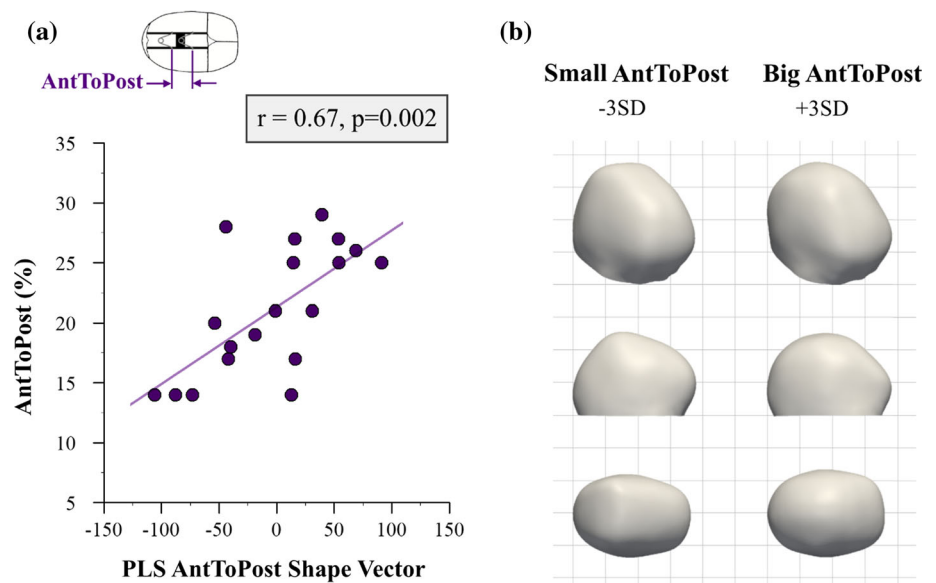 (a)
AntToPost
r = 0.67, p=0.002
35
30
25
20
15
10
5
AntToPost (%)
-150 -100 -50 0 50 100 150
PLS AntToPost Shape Vector
(b)
Small AntToPost Big AntToPost
-3SD +3SD